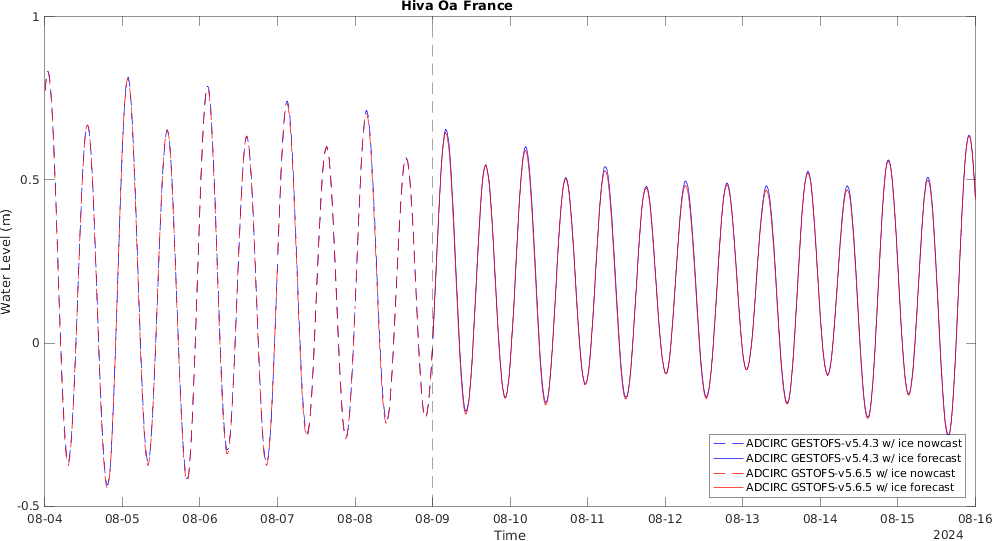 Hiva Oa France
1
0.5
0
-0.5
Water Level (m)
08-04 08-05 08-06 08-07 08-08 08-09 08-10 08-11 08-12 08-13 08-14 08-15 08-16
Time
2024
ADCIRC GESTOFS-v5.4.3 w/ ice nowcast
ADCIRC GESTOFS-v5.4.3 w/ ice forecast
ADCIRC GSTOFS-v5.6.5 w/ ice nowcast
ADCIRC GSTOFS-v5.6.5 w/ ice forecast